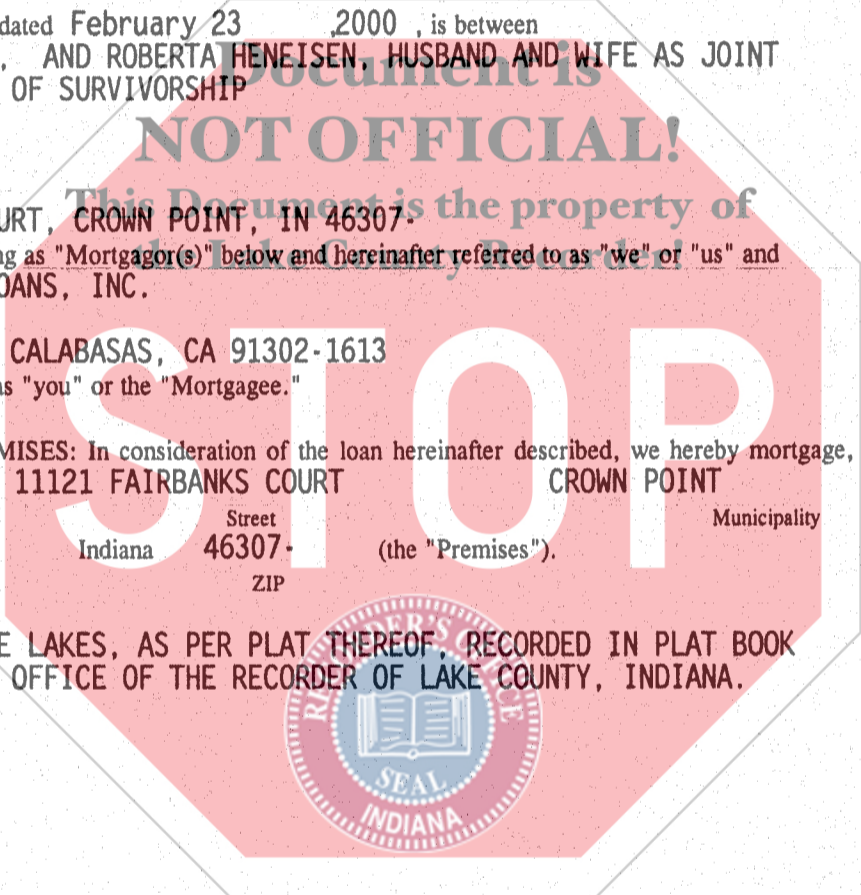 dated February 23 ,2000 , is between
, AND ROBERTA HENEISEN, HUSBAND AND WIFE AS JOINT
OF SURVIVORSHIP
Document is
NOT OFFICIAL!
This Document is the property of
the Lake County Recorder!
URT, CROWN POINT, IN 46307-
ng as "Mortgagor(s)" below and hereinafter referred to as "we" or "us" and
OANS, INC.
CALABASAS, CA 91302-1613
as "you" or the "Mortgagee."
STOP
MISES: In consideration of the loan hereinafter described, we hereby mortgage,
11121 FAIRBANKS COURT CROWN POINT
Street Municipality
Indiana 46307- (the "Premises").
ZIP
E LAKES, AS PER PLAT THEREOF, RECORDED IN PLAT BOOK
OFFICE OF THE RECORDER OF LAKE COUNTY, INDIANA.
RECORDER'S OFFICE
SEAL
INDIANA